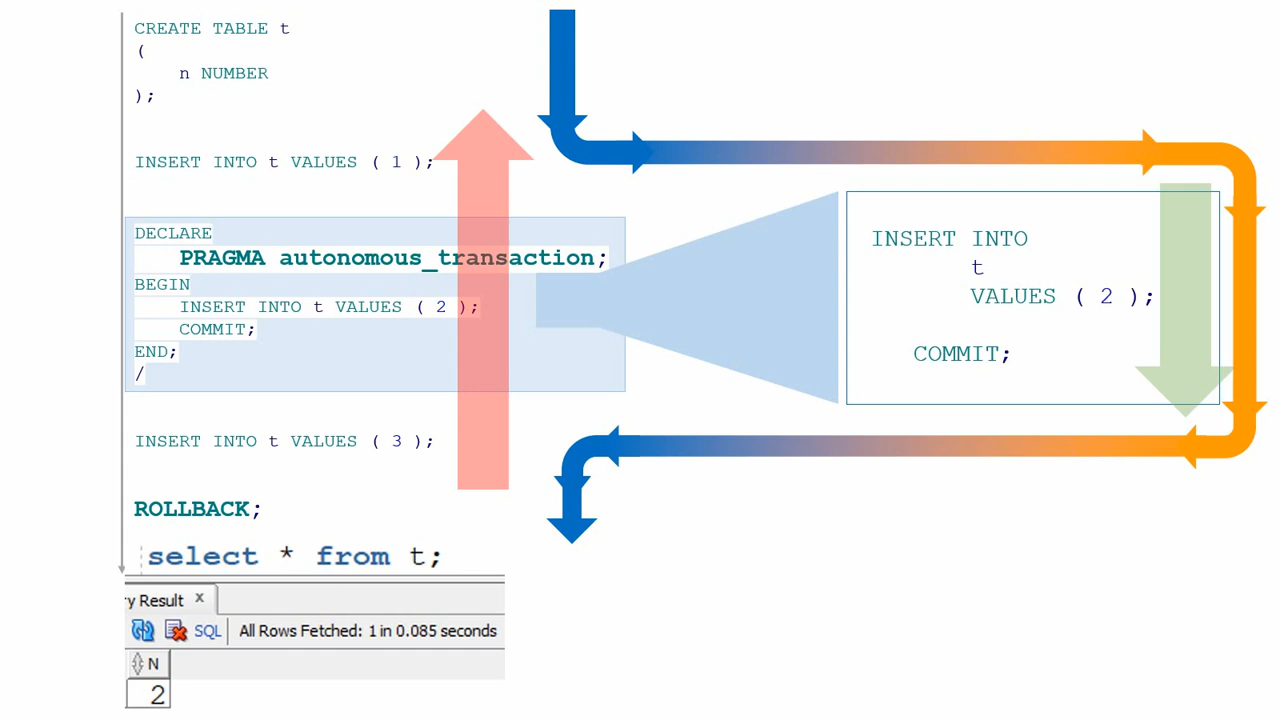 CREATE TABLE t
(
n NUMBER
);
INSERT INTO t VALUES ( 1 );
DECLARE
PRAGMA autonomous_transaction;
BEGIN
INSERT INTO t VALUES ( 2 );
COMMIT;
END;
/
INSERT INTO t VALUES ( 3 );
ROLLBACK;
select * from t;
ry Result x
SQL All Rows Fetched: 1 in 0.085 seconds
N
2
INSERT INTO
t
VALUES ( 2 );
COMMIT;